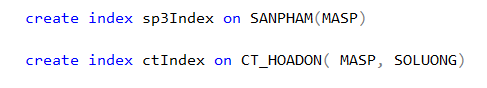 create index sp3Index on SANPHAM(MASP)
create index ctIndex on CT_HOADON( MASP, SOLUONG)